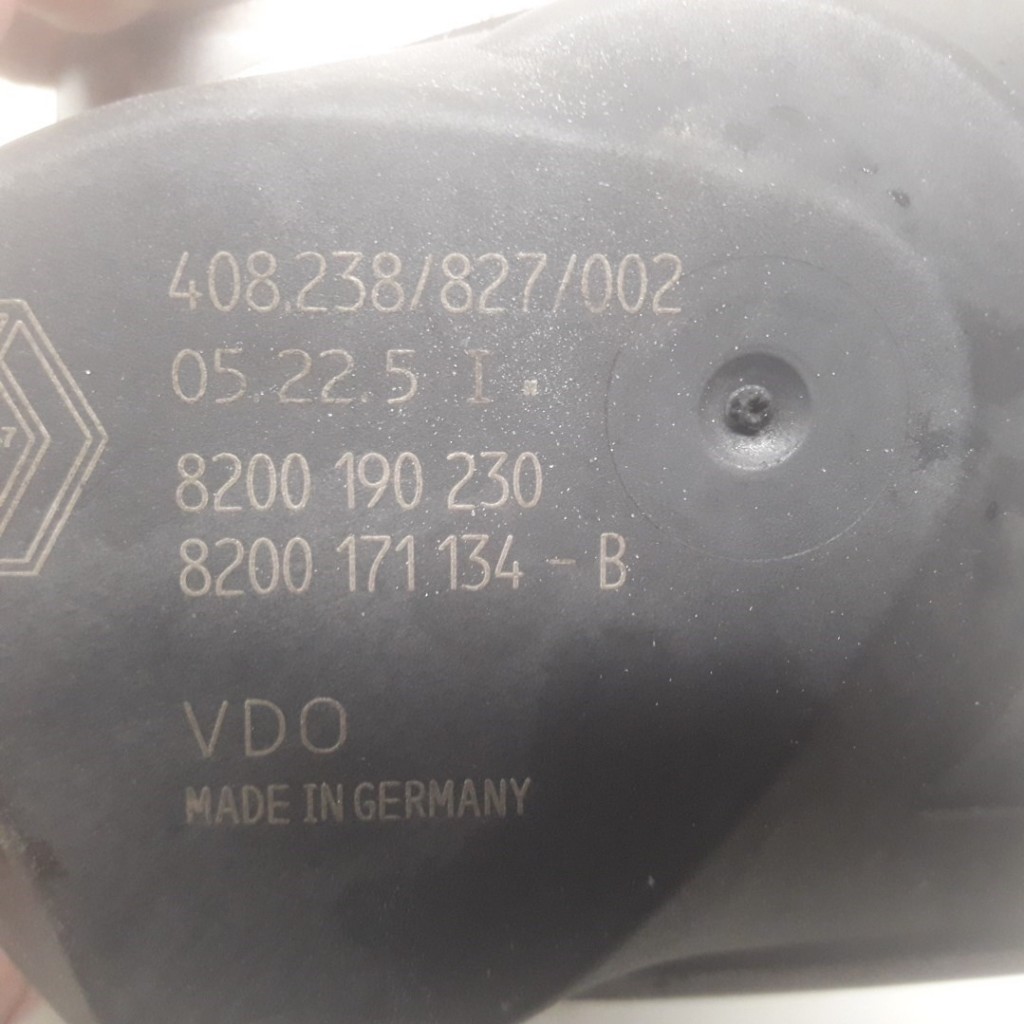 408.238/827/002
05 22 5 I .
8200 190 230
8200 171 134 - B
VDO
MADE IN GERMANY